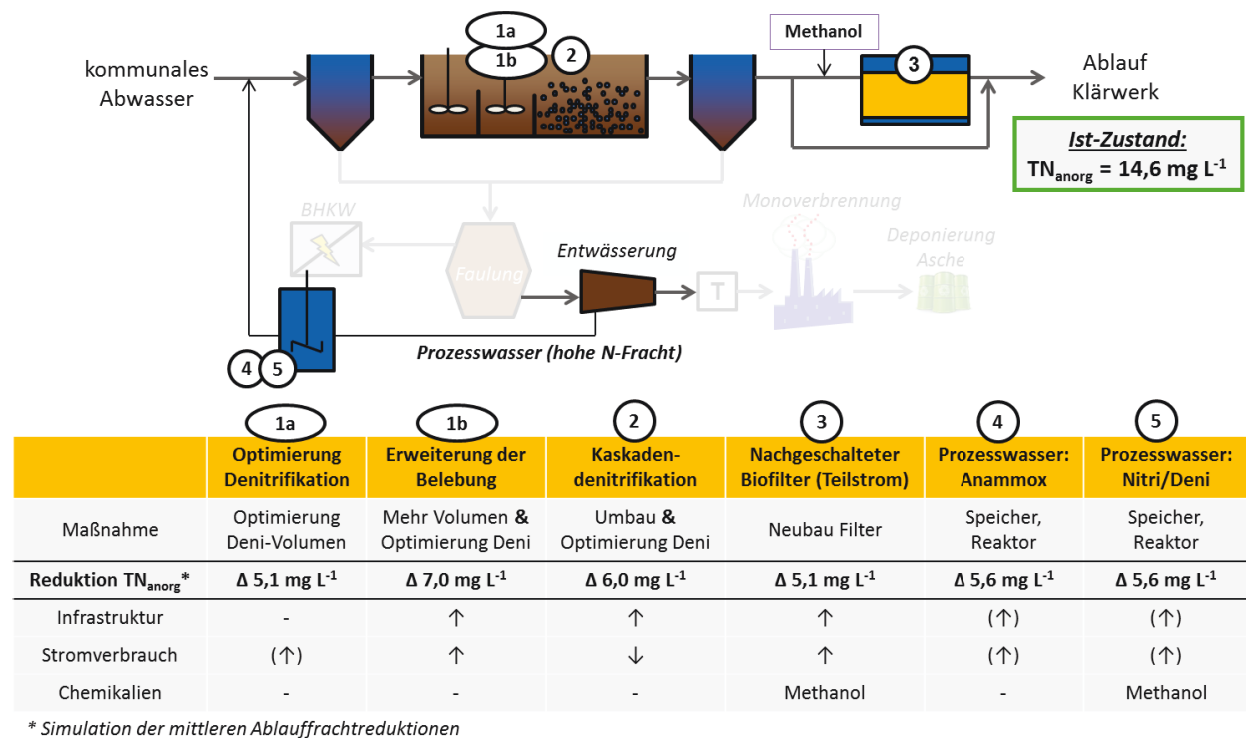 kommunales
Abwasser
1a
1b
2
Methanol
3
Ablauf
Klärwerk
Ist-Zustand:
TNanorg = 14,6 mg L-1
BHKW
Faulung
Entwässerung
T
Monoverbrennung
Deponierung
Asche
Prozesswasser (hohe N-Fracht)
4 5
1a 1b 2 3 4 5
Optimierung Erweiterung der Kaskaden- Nachgeschalteter Prozesswasser: Prozesswasser:
Denitrifikation Belebung denitrifikation Biofilter (Teilstrom) Anammox Nitri/Deni
Maßnahme Optimierung Mehr Volumen & Umbau & Neubau Filter Speicher, Speicher,
Deni-Volumen Optimierung Deni Optimierung Deni Reaktor Reaktor
Reduktion TNanorg* Δ 5,1 mg L-1 Δ 7,0 mg L-1 Δ 6,0 mg L-1 Δ 5,1 mg L-1 Δ 5,6 mg L-1 Δ 5,6 mg L-1
Infrastruktur - ↑ ↑ ↑ (↑) (↑)
Stromverbrauch (↑) ↑ ↓ ↑ (↑) (↑)
Chemikalien - - - Methanol - Methanol
* Simulation der mittleren Ablauffrachtreduktionen